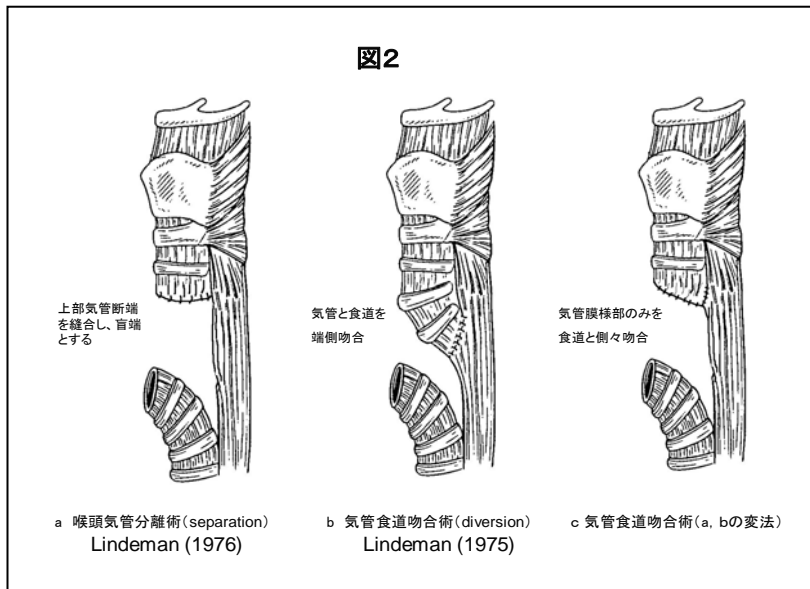 図2
上部気管断端
を縫合し、盲端
とする
気管と食道を
端側吻合
気管膜様部のみを
食道と側々吻合
a 喉頭気管分離術(separation)
Lindeman (1976)
b 気管食道吻合術(diversion)
Lindeman (1975)
c 気管食道吻合術(a, bの変法)